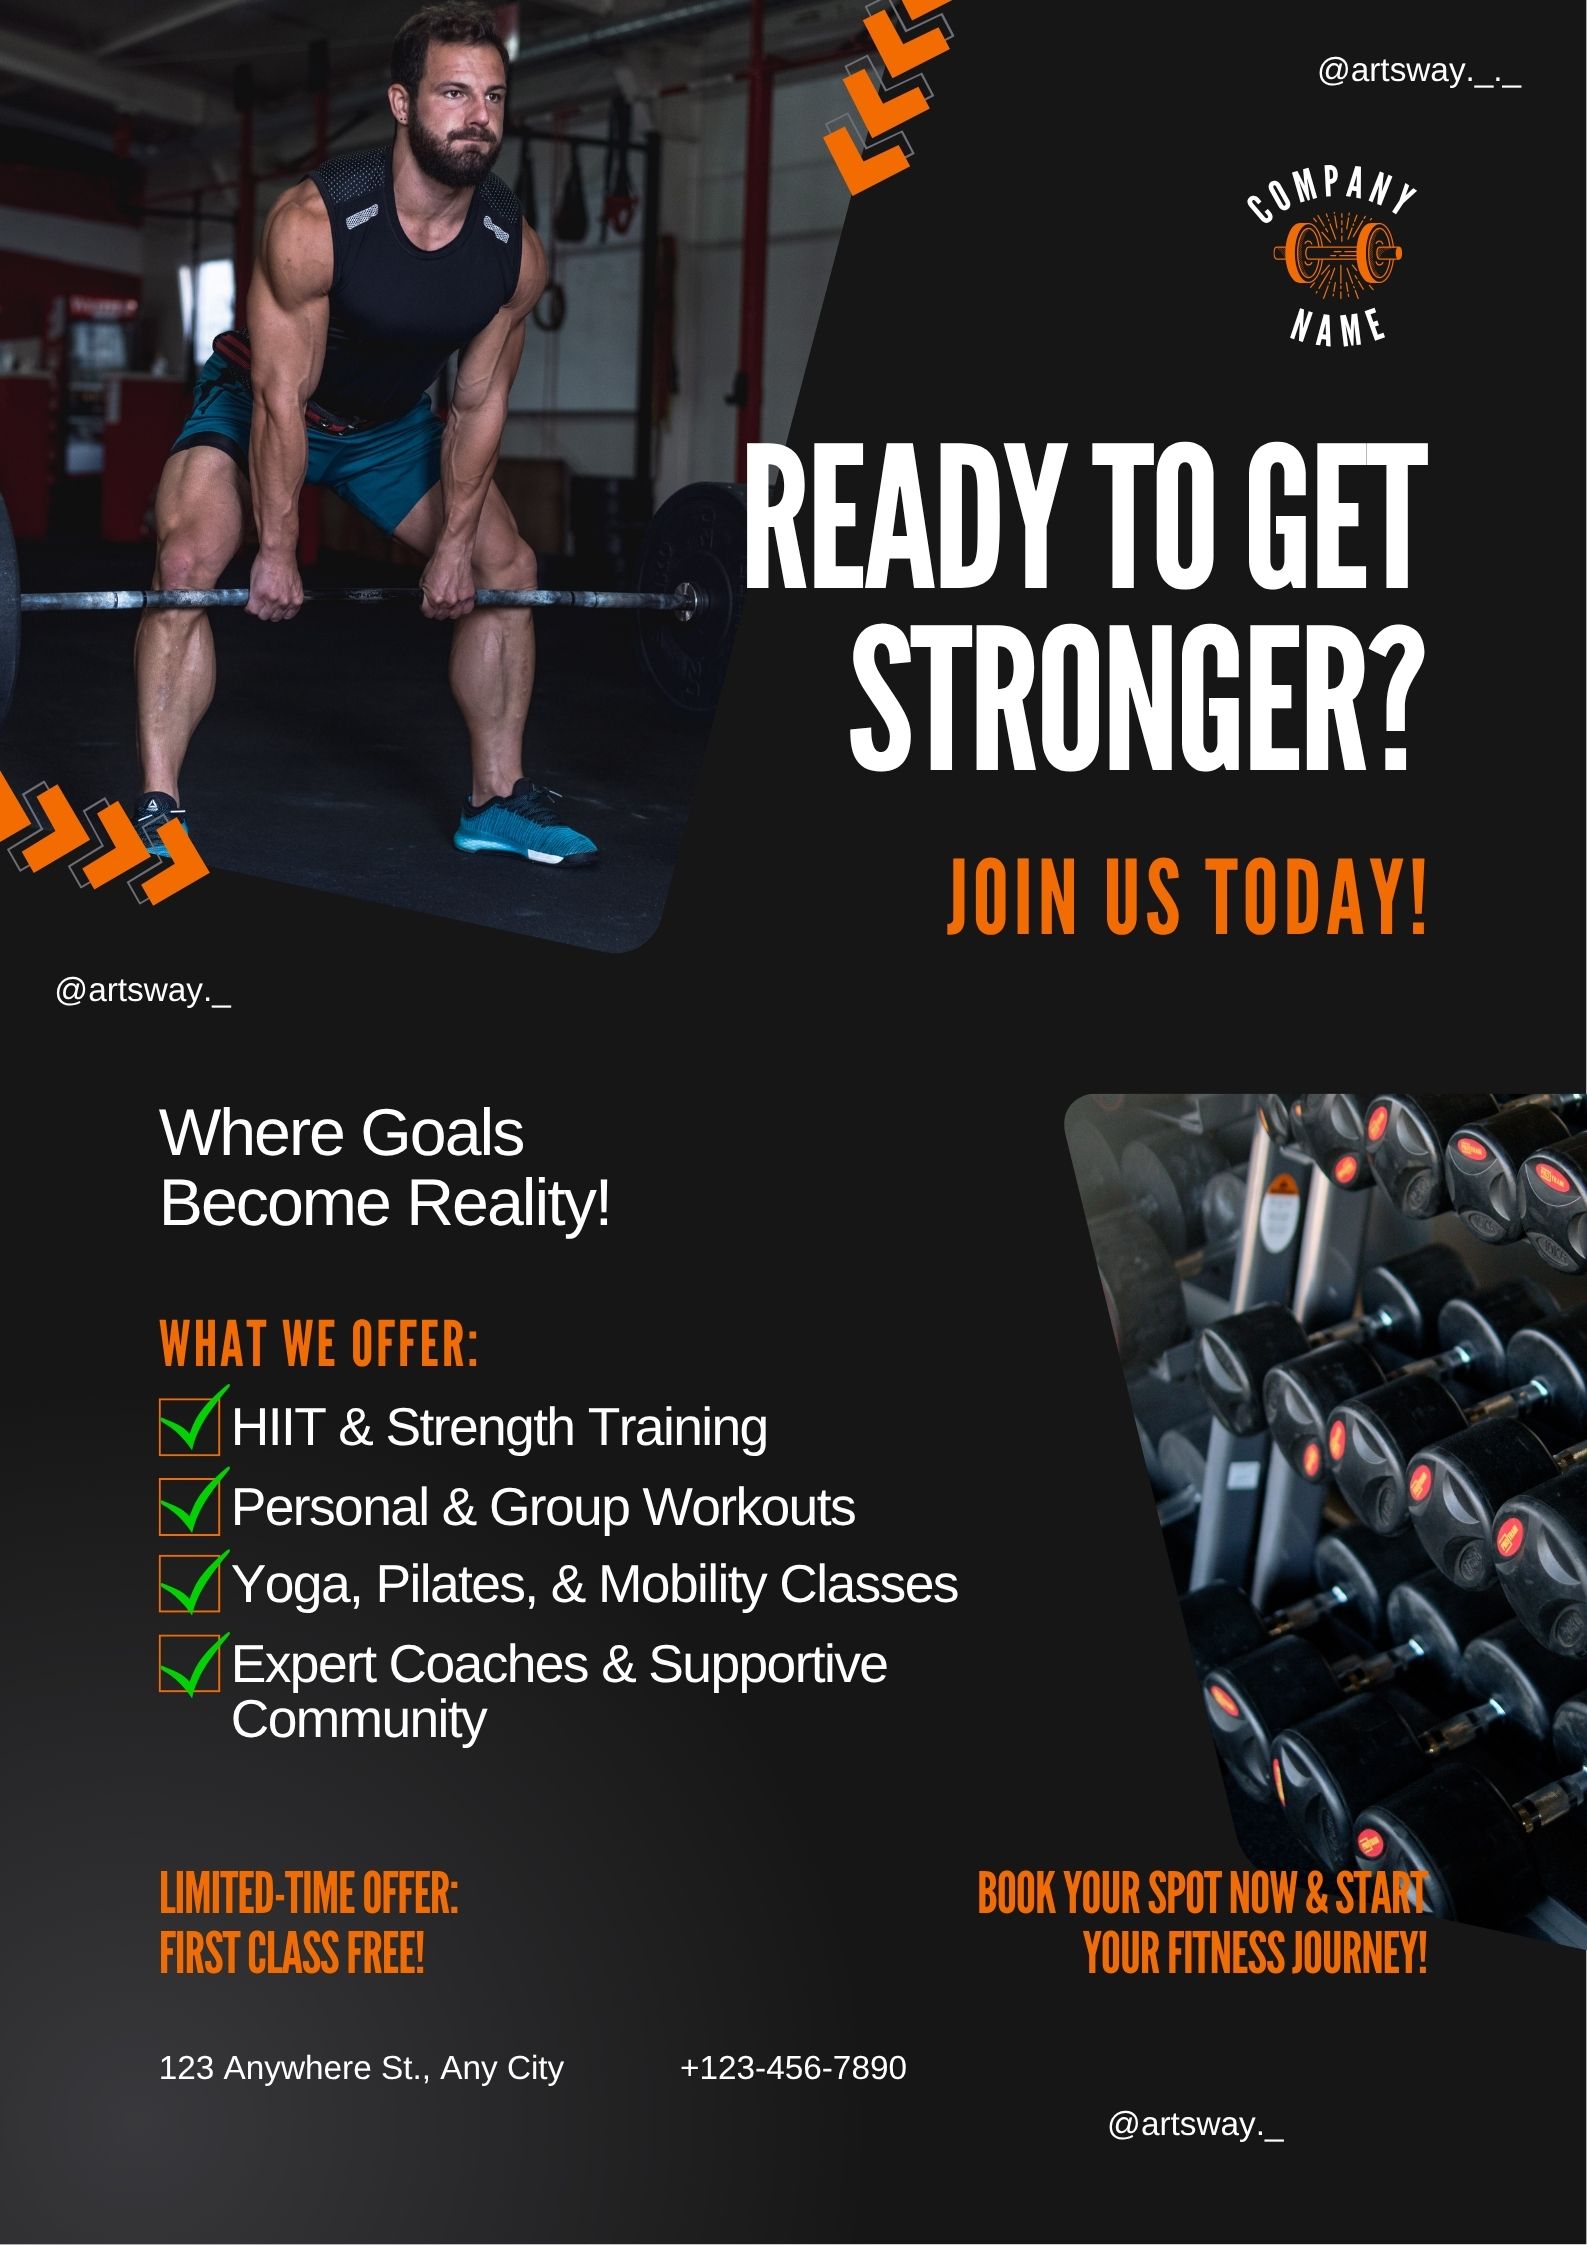 @artsway._._
COMPANY
NAME
READY TO GET
STRONGER?
JOIN US TODAY!
@artsway._
Where Goals
Become Reality!
WHAT WE OFFER:
HIIT & Strength Training
Personal & Group Workouts
Yoga, Pilates, & Mobility Classes
Expert Coaches & Supportive
Community
LIMITED-TIME OFFER:
FIRST CLASS FREE!
BOOK YOUR SPOT NOW & START
YOUR FITNESS JOURNEY!
123 Anywhere St., Any City
+123-456-7890
@artsway._